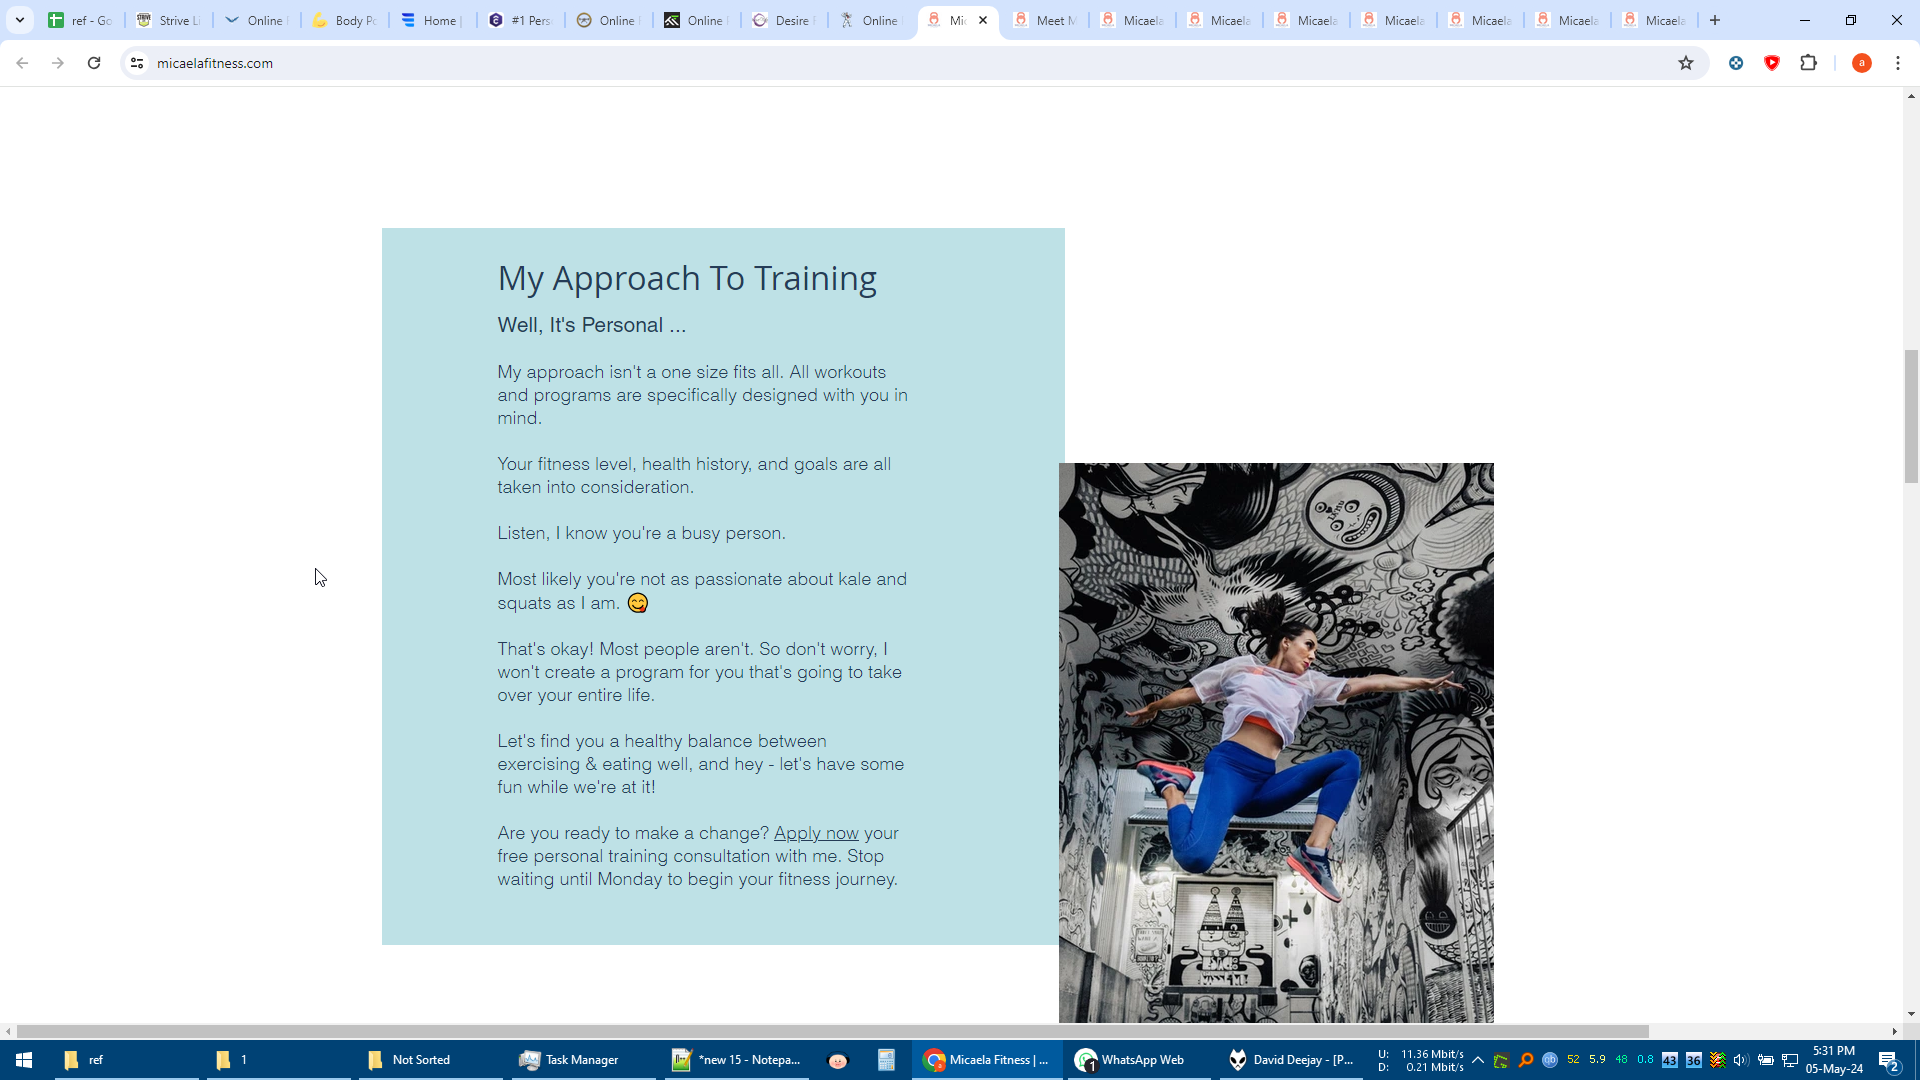 ref - Go
Strive Li
Online F
Body Po
Home |
#1 Pers
Online F
Online F
Desire F
Online
Mic
Meet M
Micaela
Micaela
Micaela
Micaela
Micaela
Micaela
Micaela
micaelafitness.com
a
My Approach To Training
Well, It's Personal ...
My approach isn't a one size fits all. All workouts
and programs are specifically designed with you in
mind.
Your fitness level, health history, and goals are all
taken into consideration.
Listen, I know you're a busy person.
Most likely you're not as passionate about kale and
squats as I am. 😋
That's okay! Most people aren't. So don't worry, I
won't create a program for you that's going to take
over your entire life.
Let's find you a healthy balance between
exercising & eating well, and hey - let's have some
fun while we're at it!
Are you ready to make a change? Apply now your
free personal training consultation with me. Stop
waiting until Monday to begin your fitness journey.
ref
1
Not Sorted
Task Manager
*new 15 - Notepa...
Micaela Fitness | ...
1
WhatsApp Web
David Deejay - [P...
U: 11.36 Mbit/s
D: 0.21 Mbit/s
52 5.9 48 0.8 43 36
5:31 PM
05-May-24
2